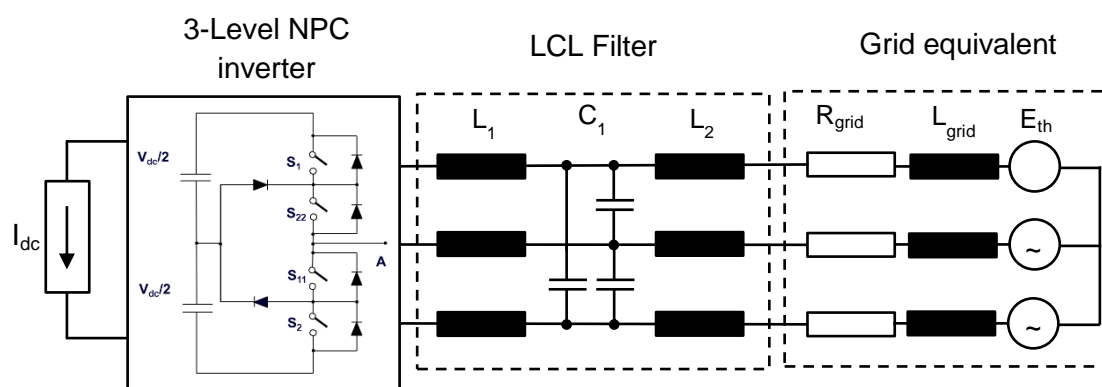 3-Level NPC
inverter
LCL Filter
Grid equivalent
L1
C1
L2
Rgrid
Lgrid
Eth
Vdc/2
S1
S22
Idc
A
Vdc/2
S11
S2
~
~